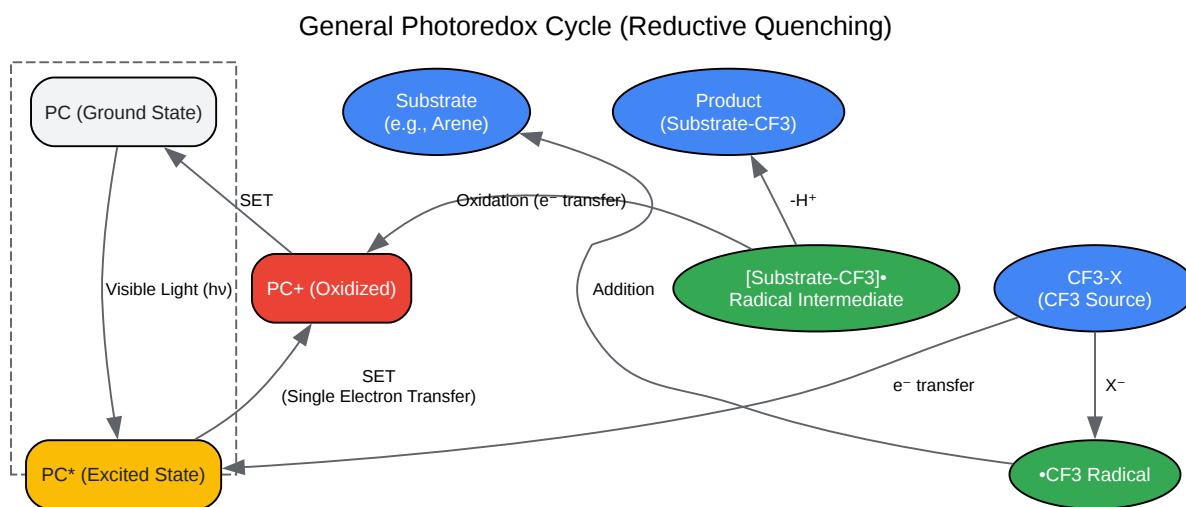 General Photoredox Cycle (Reductive Quenching)
PC (Ground State)
Substrate
(e.g., Arene)
Product
(Substrate-CF3)
SET
Oxidation (e⁻ transfer)
-H⁺
Visible Light (hν)
PC+ (Oxidized)
Addition
[Substrate-CF3]•
Radical Intermediate
CF3-X
(CF3 Source)
SET
(Single Electron Transfer)
e⁻ transfer
X⁻
PC* (Excited State)
•CF3 Radical